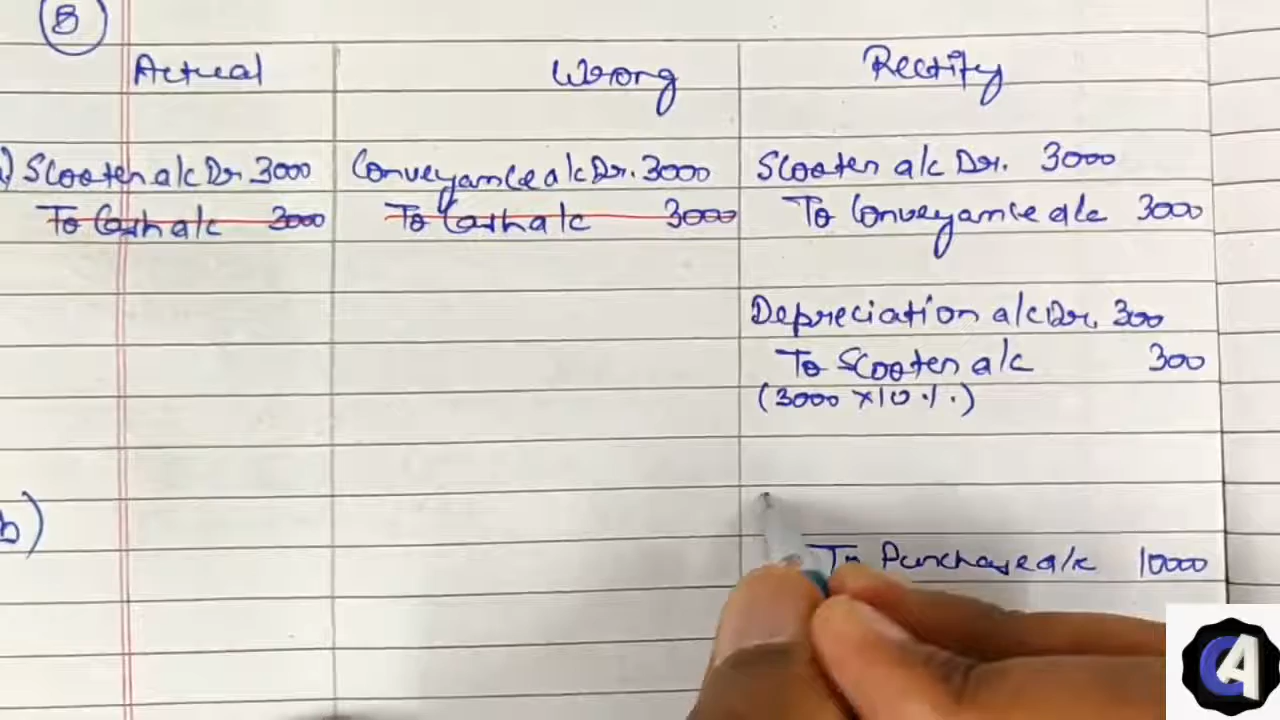 8
Actual Wrong Rectify
) Scooter a/c Dr. 3000 Conveyance a/c Dr. 3000 Scooter a/c Dr. 3000
To Cash a/c 3000 To Cash a/c 3000 To Conveyance a/c 3000
Depreciation a/c Dr. 300
To Scooter a/c 300
(3000 × 10 %)
b)
To Purchase a/c 10000
CA